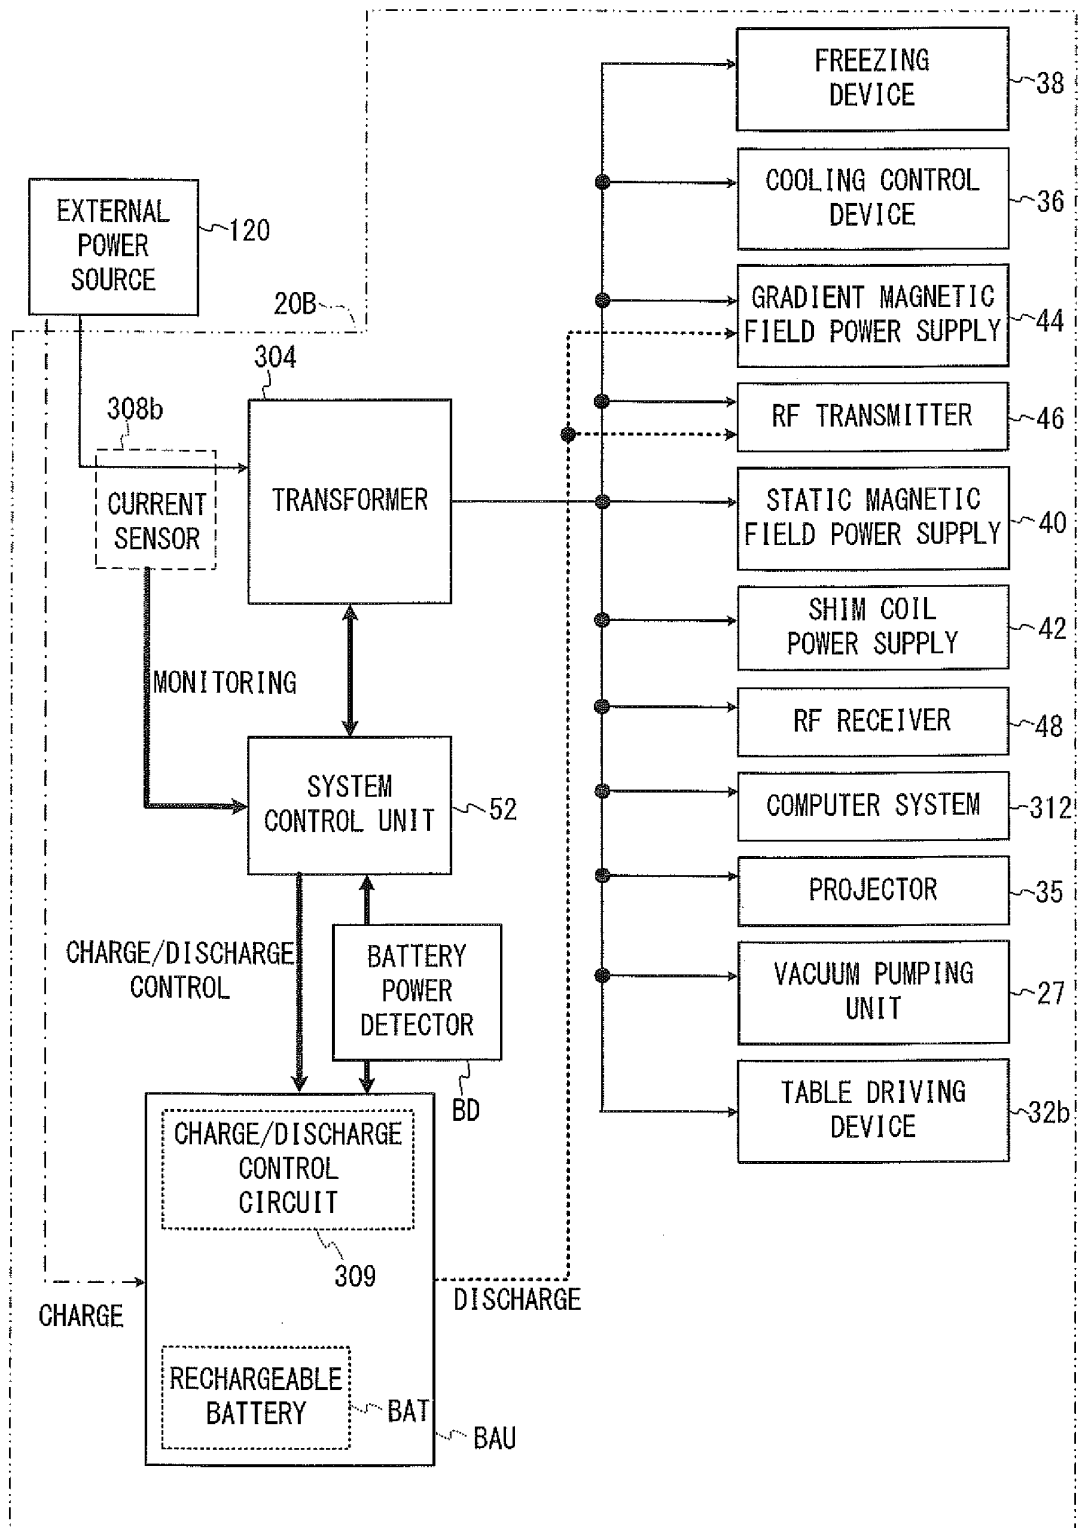 FREEZING
DEVICE
38
COOLING CONTROL
DEVICE
36
EXTERNAL
POWER
SOURCE
120
20B
GRADIENT MAGNETIC
FIELD POWER SUPPLY
44
304
308b
RF TRANSMITTER
46
CURRENT
SENSOR
TRANSFORMER
STATIC MAGNETIC
FIELD POWER SUPPLY
40
SHIM COIL
POWER SUPPLY
42
MONITORING
RF RECEIVER
48
SYSTEM
CONTROL UNIT
52
COMPUTER SYSTEM
312
PROJECTOR
35
CHARGE/DISCHARGE
CONTROL
BATTERY
POWER
DETECTOR
BD
VACUUM PUMPING
UNIT
27
TABLE DRIVING
DEVICE
32b
CHARGE/DISCHARGE
CONTROL
CIRCUIT
309
CHARGE
DISCHARGE
RECHARGEABLE
BATTERY
BAT
BAU